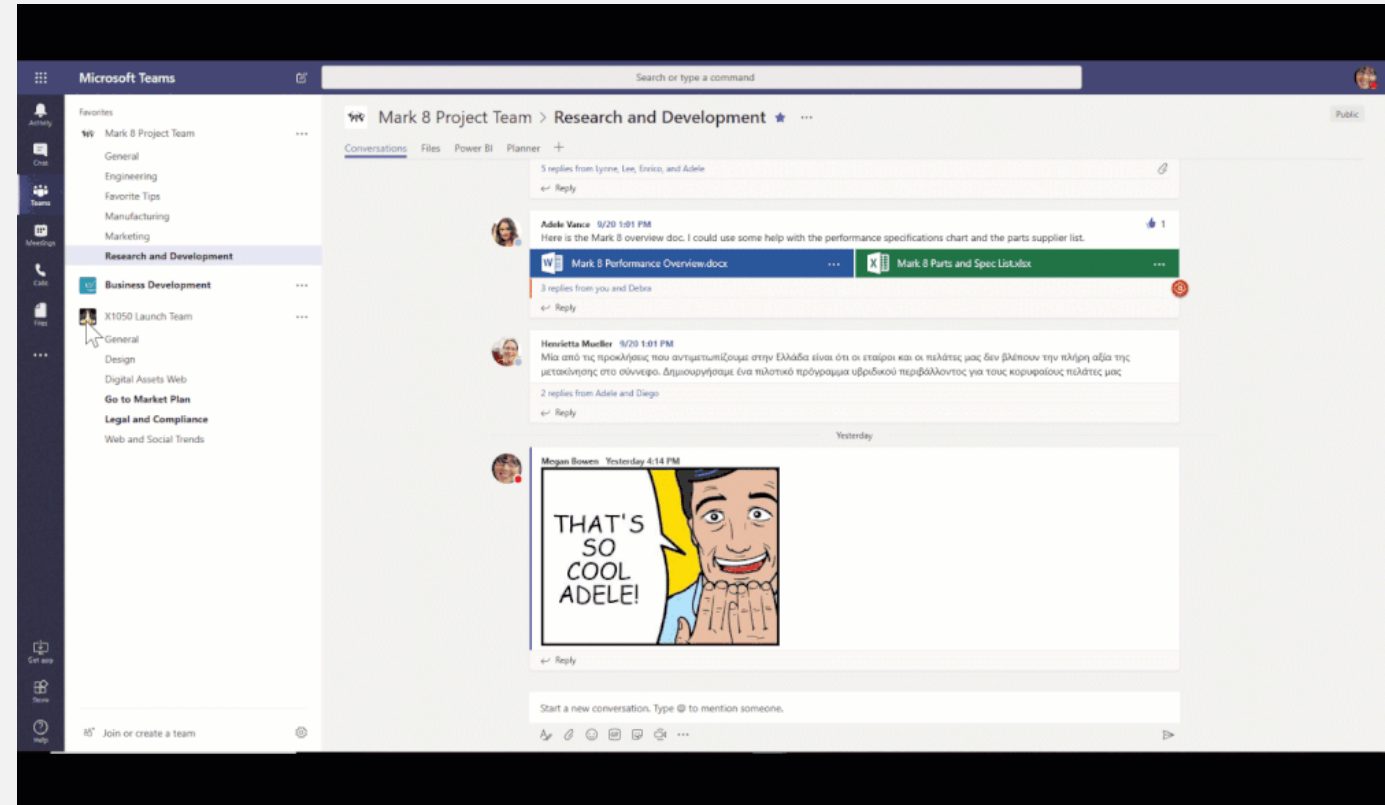 Microsoft Teams
Search or type a command
Activity
Chat
Teams
Meetings
Calls
Files
Get app
Store
Help
Favorites
Mark 8 Project Team
General
Engineering
Favorite Tips
Manufacturing
Marketing
Research and Development
Business Development
X1050 Launch Team
General
Design
Digital Assets Web
Go to Market Plan
Legal and Compliance
Web and Social Trends
Join or create a team
Mark 8 Project Team > Research and Development
Public
Conversations Files Power BI Planner
5 replies from Lynne, Lee, Enrico, and Adele
Reply
Adele Vance 9/20 1:01 PM
1
Here is the Mark 8 overview doc. I could use some help with the performance specifications chart and the parts supplier list.
Mark 8 Performance Overview.docx
Mark 8 Parts and Spec List.xlsx
3 replies from you and Debra
Reply
Henrietta Mueller 9/20 1:01 PM
Μία από τις προκλήσεις που αντιμετωπίζουμε στην Ελλάδα είναι ότι οι εταίροι και οι πελάτες μας δεν βλέπουν την πλήρη αξία της
μετακίνησης στο σύννεφο. Δημιουργήσαμε ένα πιλοτικό πρόγραμμα υβριδικού περιβάλλοντος για τους κορυφαίους πελάτες μας
2 replies from Adele and Diego
Reply
Yesterday
Megan Bowen Yesterday 4:14 PM
THAT'S
SO
COOL
ADELE!
Reply
Start a new conversation. Type @ to mention someone.
GIF